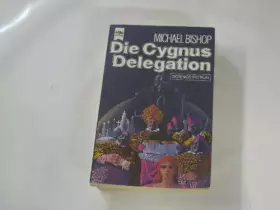 MICHAEL BISHOP
Die Cygnus
Delegation
SCIENCE FICTION